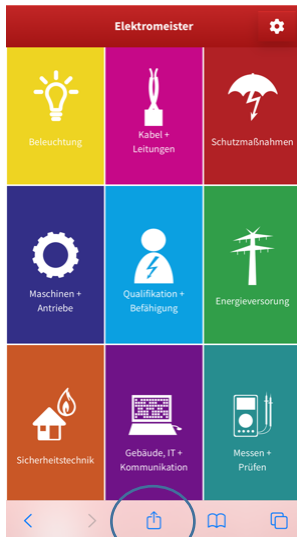 Elektromeister
Beleuchtung
Kabel +
Leitungen
Schutzmaßnahmen
Maschinen +
Antriebe
Qualifikation +
Befähigung
Energieversorung
Sicherheitstechnik
Gebäude, IT +
Kommunikation
Messen +
Prüfen